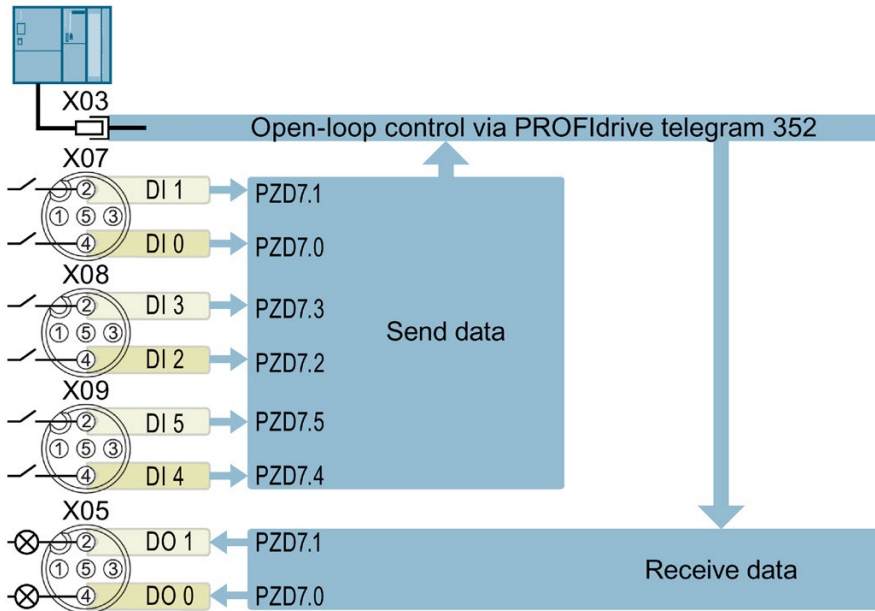 X03
Open-loop control via PROFIdrive telegram 352
X07
2 DI 1 PZD7.1
1 5 3
4 DI 0 PZD7.0
X08
2 DI 3 PZD7.3
1 5 3
Send data
4 DI 2 PZD7.2
X09
2 DI 5 PZD7.5
1 5 3
4 DI 4 PZD7.4
X05
2 DO 1 PZD7.1
1 5 3
Receive data
4 DO 0 PZD7.0